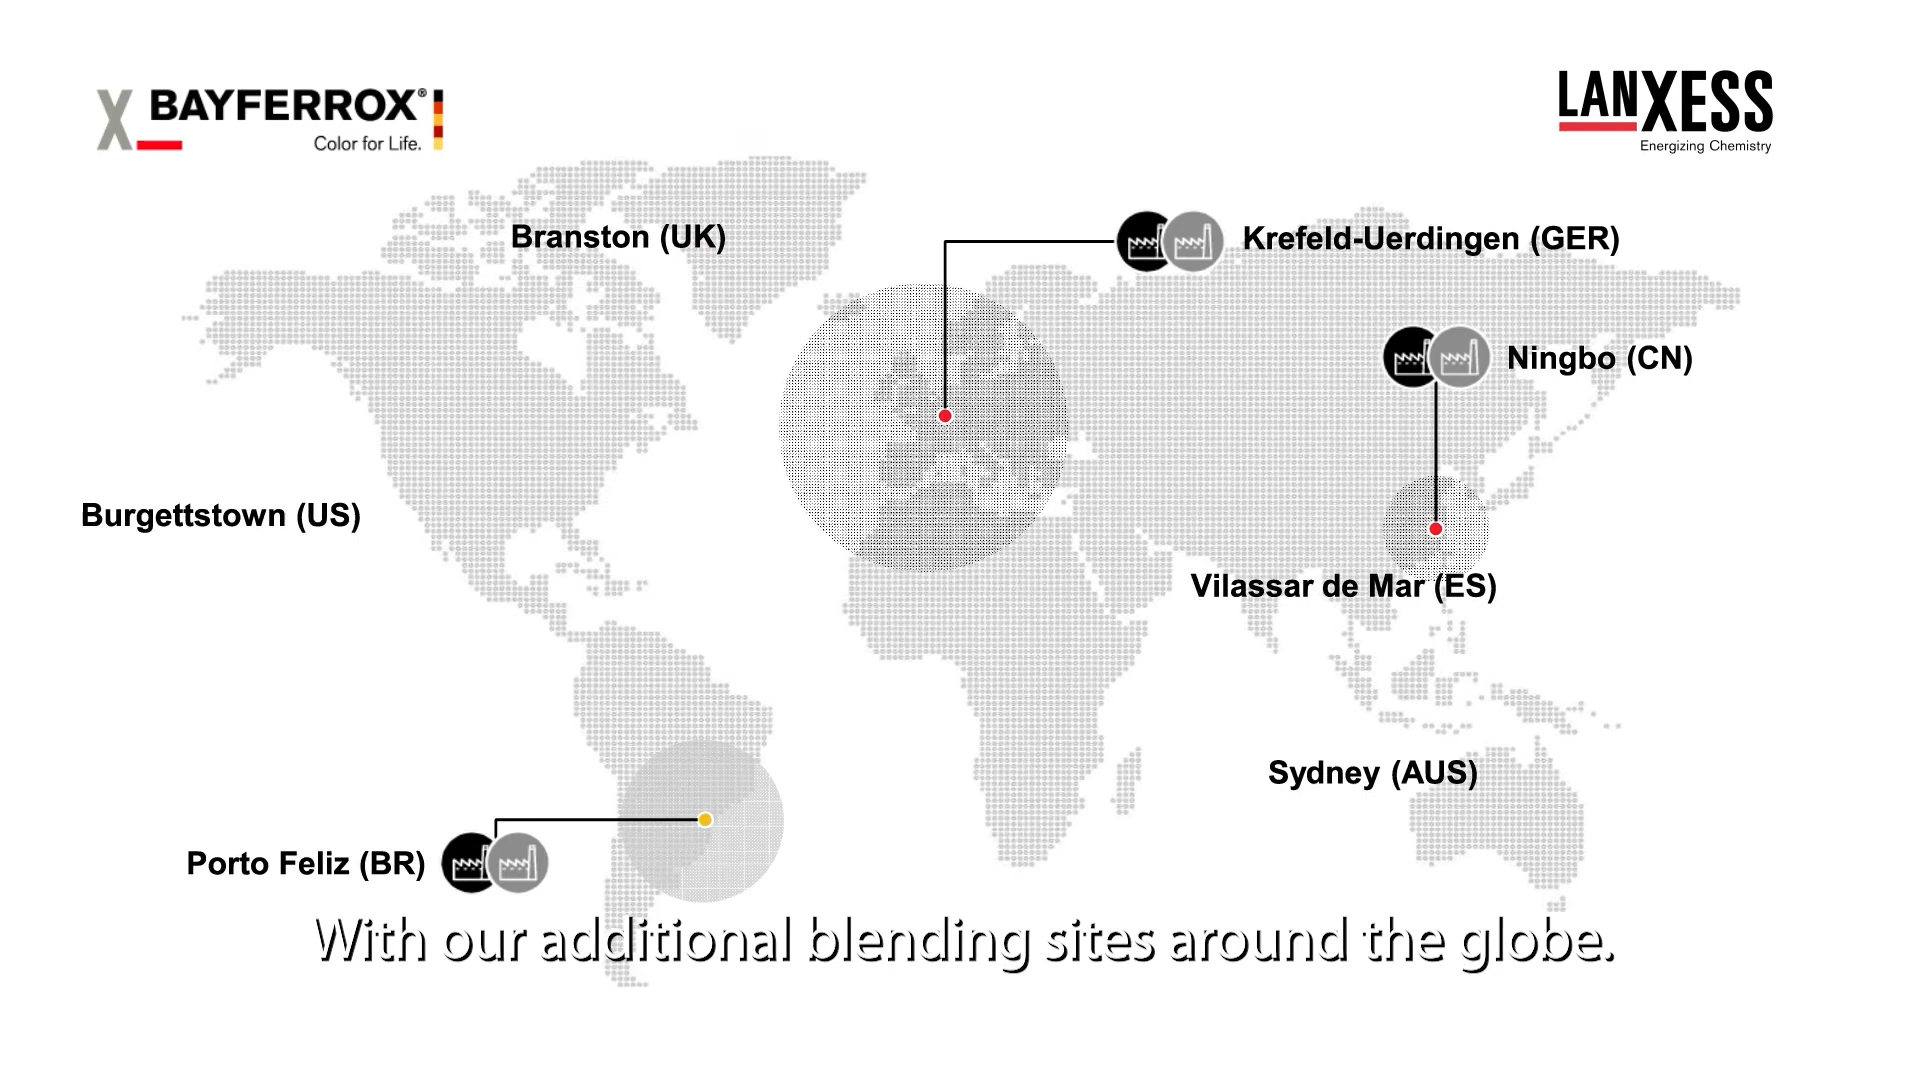 X BAYFERROX®
Color for Life.
LANXESS
Energizing Chemistry
Branston (UK)
Krefeld-Uerdingen (GER)
Ningbo (CN)
Burgettstown (US)
Vilassar de Mar (ES)
Sydney (AUS)
Porto Feliz (BR)
With our additional blending sites around the globe.